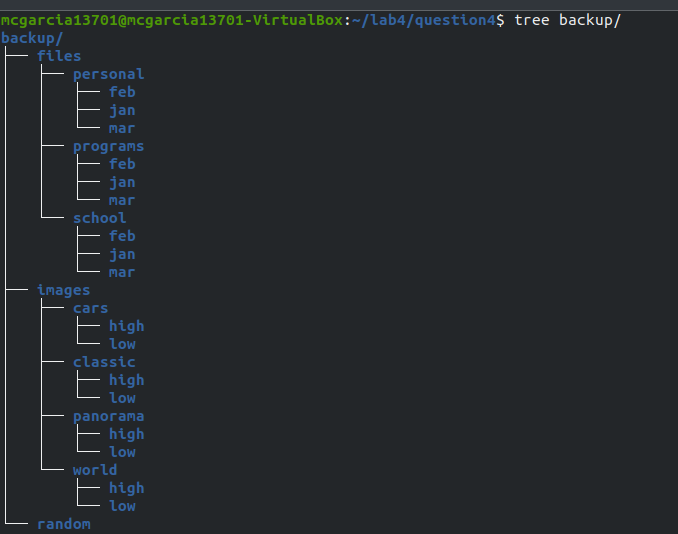 mcgarcia13701@mcgarcia13701-VirtualBox:~/lab4/question4$ tree backup/
backup/
├── files
│   ├── personal
│   │   ├── feb
│   │   ├── jan
│   │   └── mar
│   ├── programs
│   │   ├── feb
│   │   ├── jan
│   │   └── mar
│   └── school
│       ├── feb
│       ├── jan
│       └── mar
├── images
│   ├── cars
│   │   ├── high
│   │   └── low
│   ├── classic
│   │   ├── high
│   │   └── low
│   ├── panorama
│   │   ├── high
│   │   └── low
│   └── world
│       ├── high
│       └── low
└── random